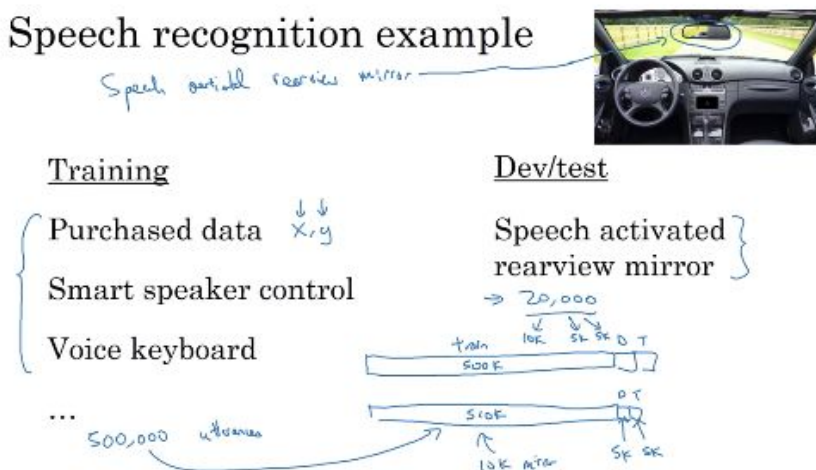 Speech recognition example
Speech activated rearview mirror
Training
Purchased data x, y
Smart speaker control
Voice keyboard
...
500,000 utterances
Dev/test
Speech activated
rearview mirror
→ 20,000
10K 5K 5K
train D T
500K
D T
510K
10K mirror
5K 5K